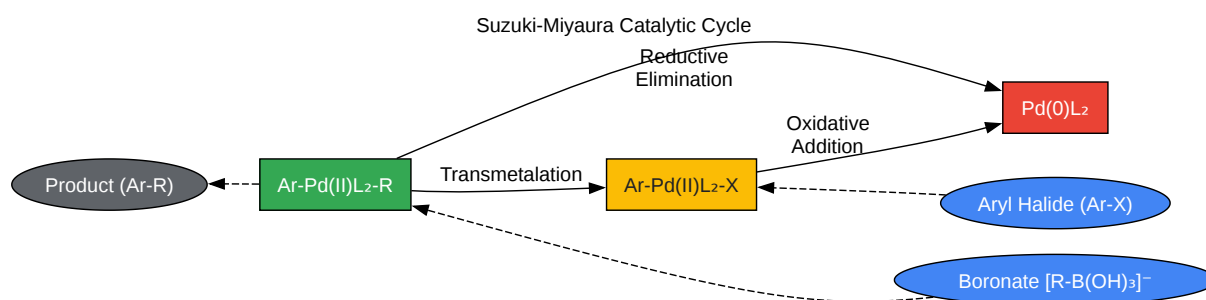 Suzuki-Miyaura Catalytic Cycle
Reductive
Elimination
Pd(0)L₂
Oxidative
Addition
Product (Ar-R)
Ar-Pd(II)L₂-R
Transmetalation
Ar-Pd(II)L₂-X
Aryl Halide (Ar-X)
Boronate [R-B(OH)₃]⁻